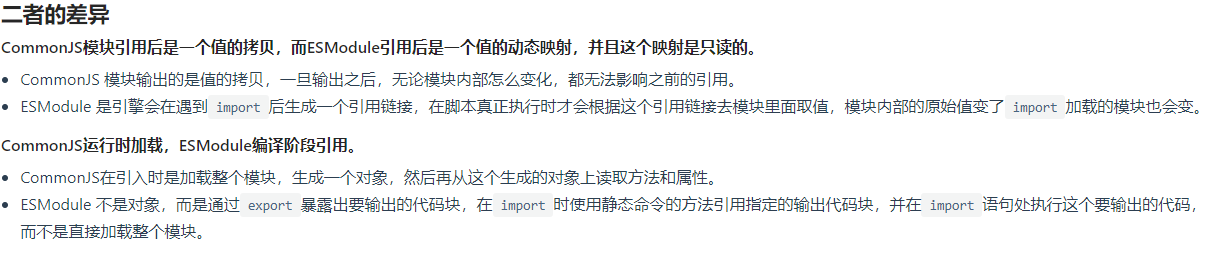 二者的差异
CommonJS模块引用后是一个值的拷贝，而ESModule引用后是一个值的动态映射，并且这个映射是只读的。
• CommonJS 模块输出的是值的拷贝，一旦输出之后，无论模块内部怎么变化，都无法影响之前的引用。
• ESModule 是引擎会在遇到 import 后生成一个引用链接，在脚本真正执行时才会根据这个引用链接去模块里面取值，模块内部的原始值变了 import 加载的模块也会变。
CommonJS运行时加载，ESModule编译阶段引用。
• CommonJS在引入时是加载整个模块，生成一个对象，然后再从这个生成的对象上读取方法和属性。
• ESModule 不是对象，而是通过 export 暴露出要输出的代码块，在 import 时使用静态命令的方法引用指定的输出代码块，并在 import 语句处执行这个要输出的代码，
而不是直接加载整个模块。